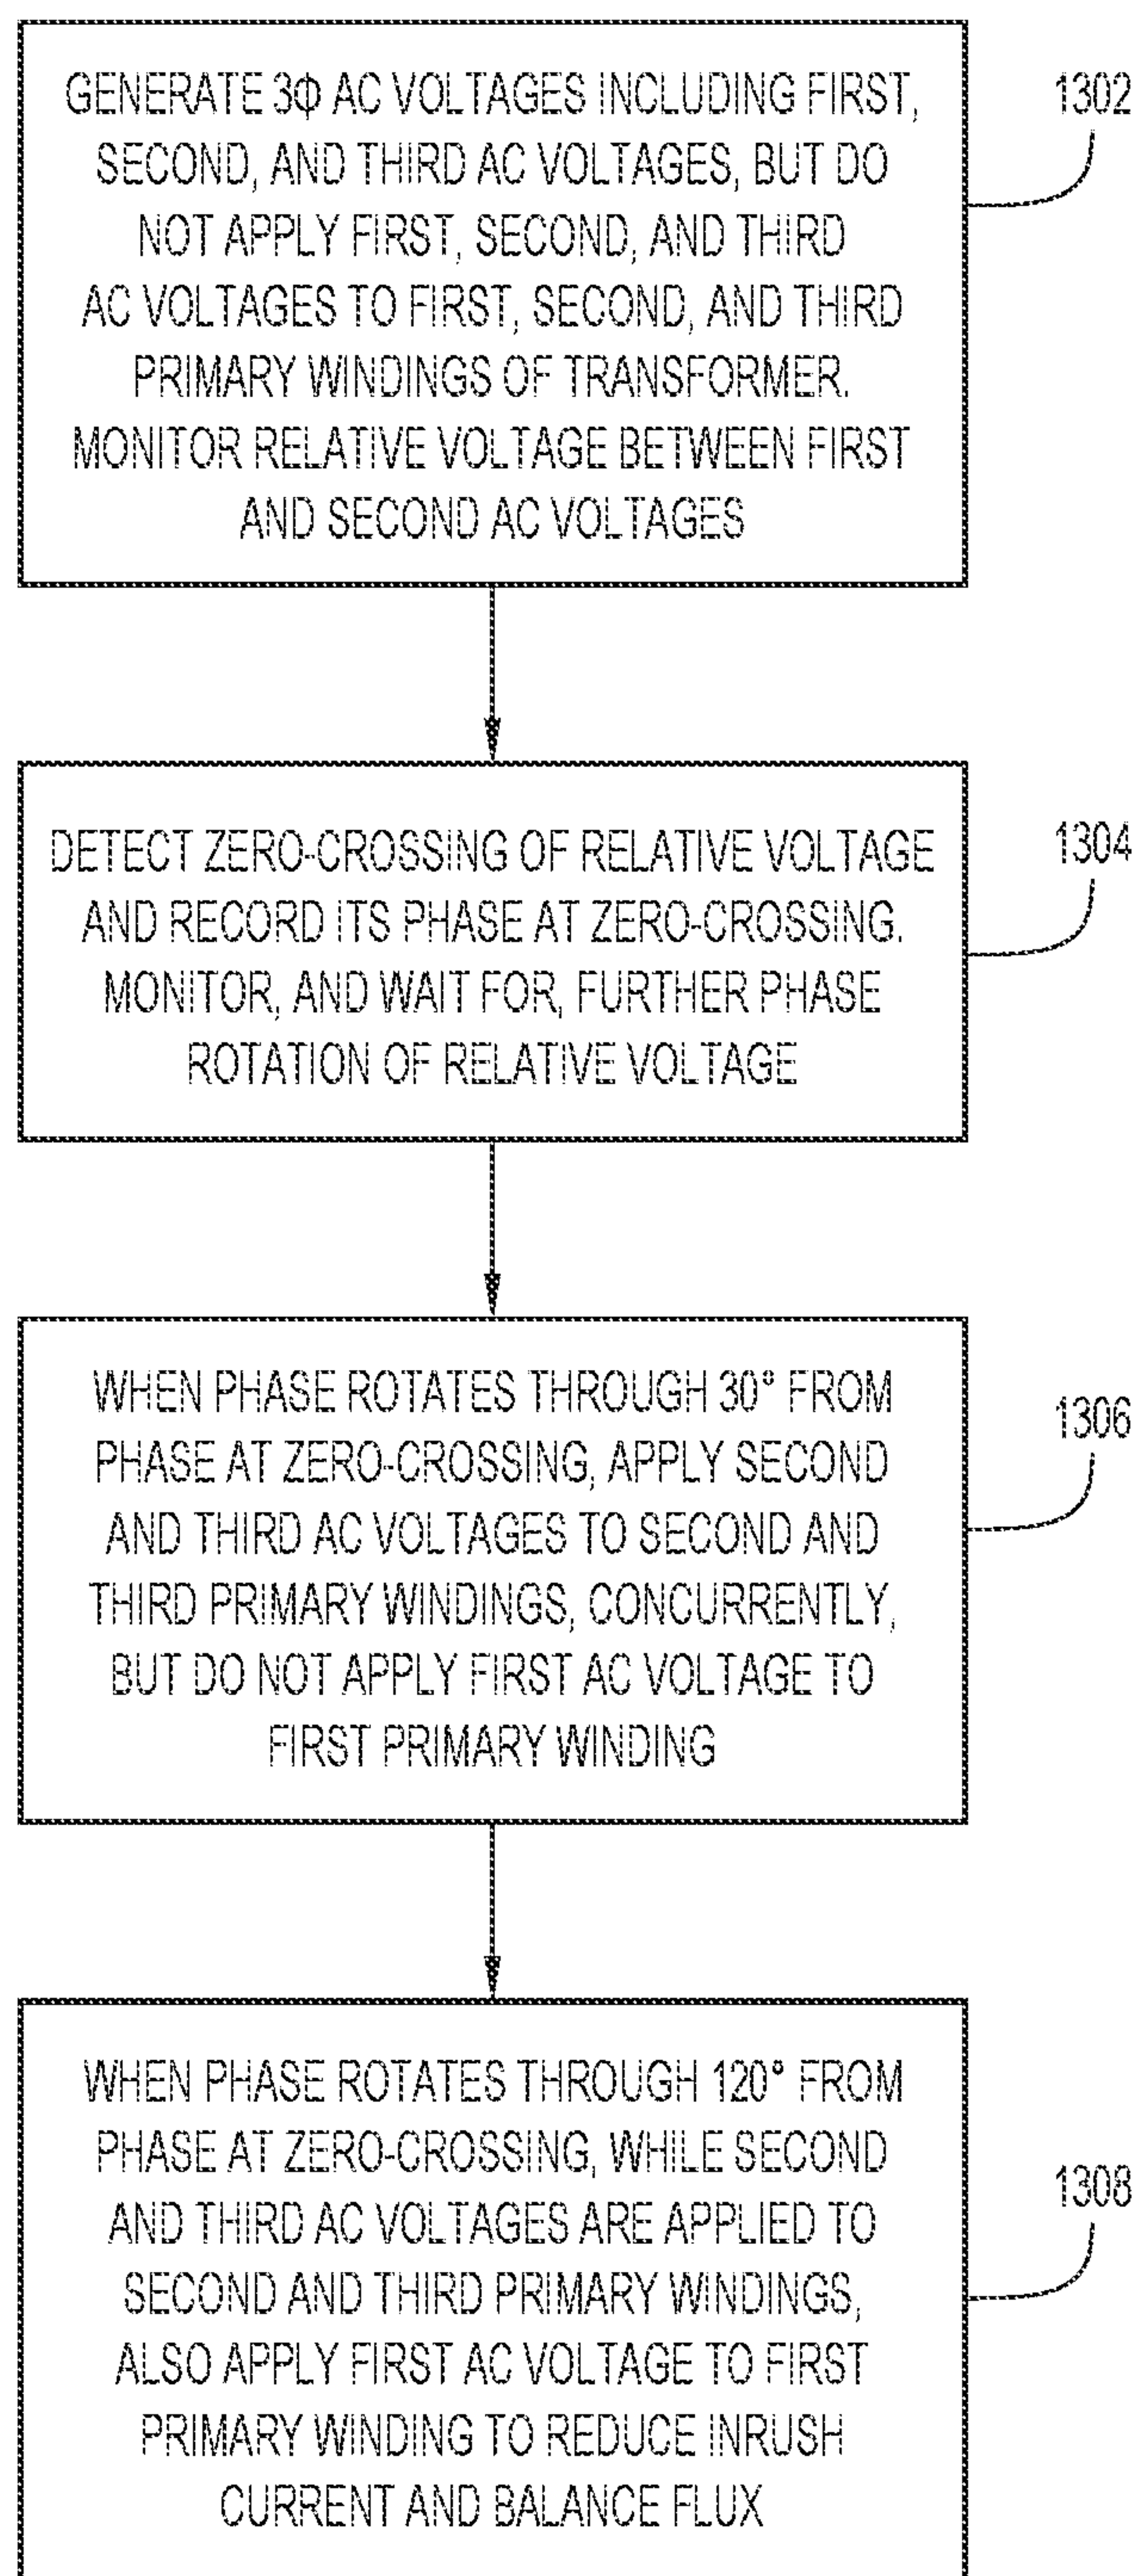 GENERATE 3Φ AC VOLTAGES INCLUDING FIRST,
SECOND, AND THIRD AC VOLTAGES, BUT DO
NOT APPLY FIRST, SECOND, AND THIRD
AC VOLTAGES TO FIRST, SECOND, AND THIRD
PRIMARY WINDINGS OF TRANSFORMER.
MONITOR RELATIVE VOLTAGE BETWEEN FIRST
AND SECOND AC VOLTAGES
1302
DETECT ZERO-CROSSING OF RELATIVE VOLTAGE
AND RECORD ITS PHASE AT ZERO-CROSSING.
MONITOR, AND WAIT FOR, FURTHER PHASE
ROTATION OF RELATIVE VOLTAGE
1304
WHEN PHASE ROTATES THROUGH 30° FROM
PHASE AT ZERO-CROSSING, APPLY SECOND
AND THIRD AC VOLTAGES TO SECOND AND
THIRD PRIMARY WINDINGS, CONCURRENTLY,
BUT DO NOT APPLY FIRST AC VOLTAGE TO
FIRST PRIMARY WINDING
1306
WHEN PHASE ROTATES THROUGH 120° FROM
PHASE AT ZERO-CROSSING, WHILE SECOND
AND THIRD AC VOLTAGES ARE APPLIED TO
SECOND AND THIRD PRIMARY WINDINGS,
ALSO APPLY FIRST AC VOLTAGE TO FIRST
PRIMARY WINDING TO REDUCE INRUSH
CURRENT AND BALANCE FLUX
1308